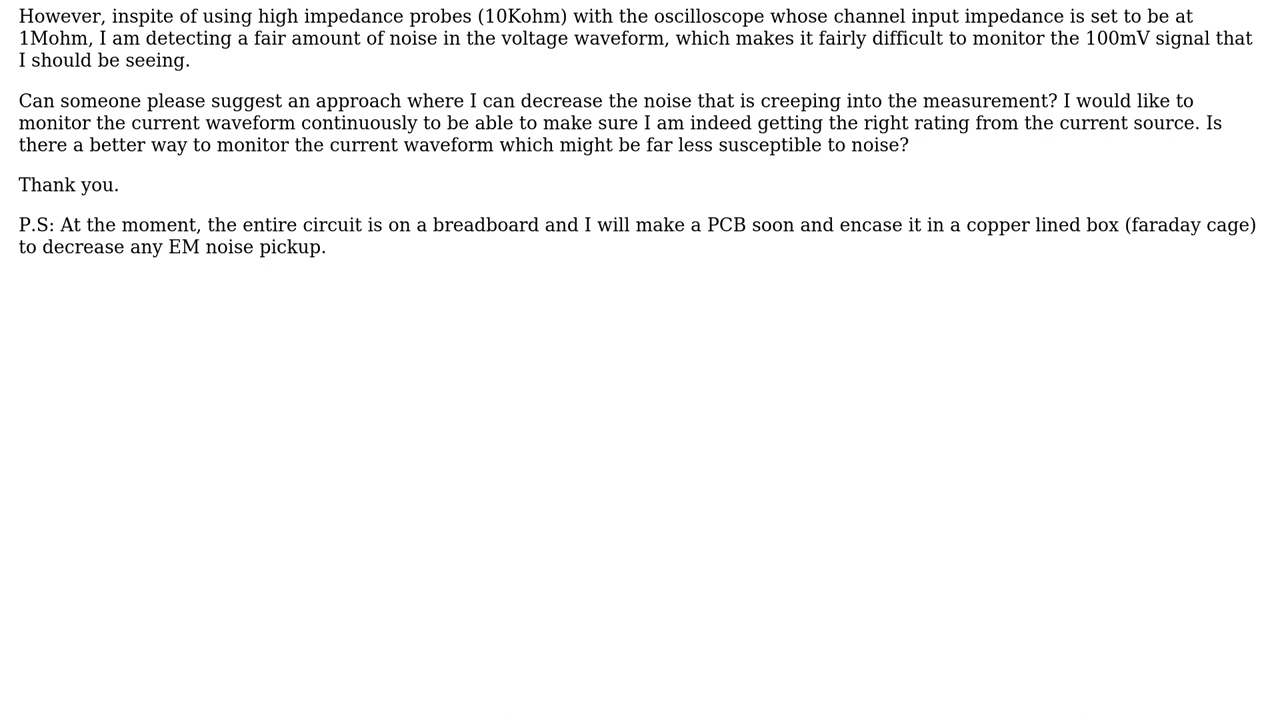 However, inspite of using high impedance probes (10Kohm) with the oscilloscope whose channel input impedance is set to be at
1Mohm, I am detecting a fair amount of noise in the voltage waveform, which makes it fairly difficult to monitor the 100mV signal that
I should be seeing.
Can someone please suggest an approach where I can decrease the noise that is creeping into the measurement? I would like to
monitor the current waveform continuously to be able to make sure I am indeed getting the right rating from the current source. Is
there a better way to monitor the current waveform which might be far less susceptible to noise?
Thank you.
P.S: At the moment, the entire circuit is on a breadboard and I will make a PCB soon and encase it in a copper lined box (faraday cage)
to decrease any EM noise pickup.